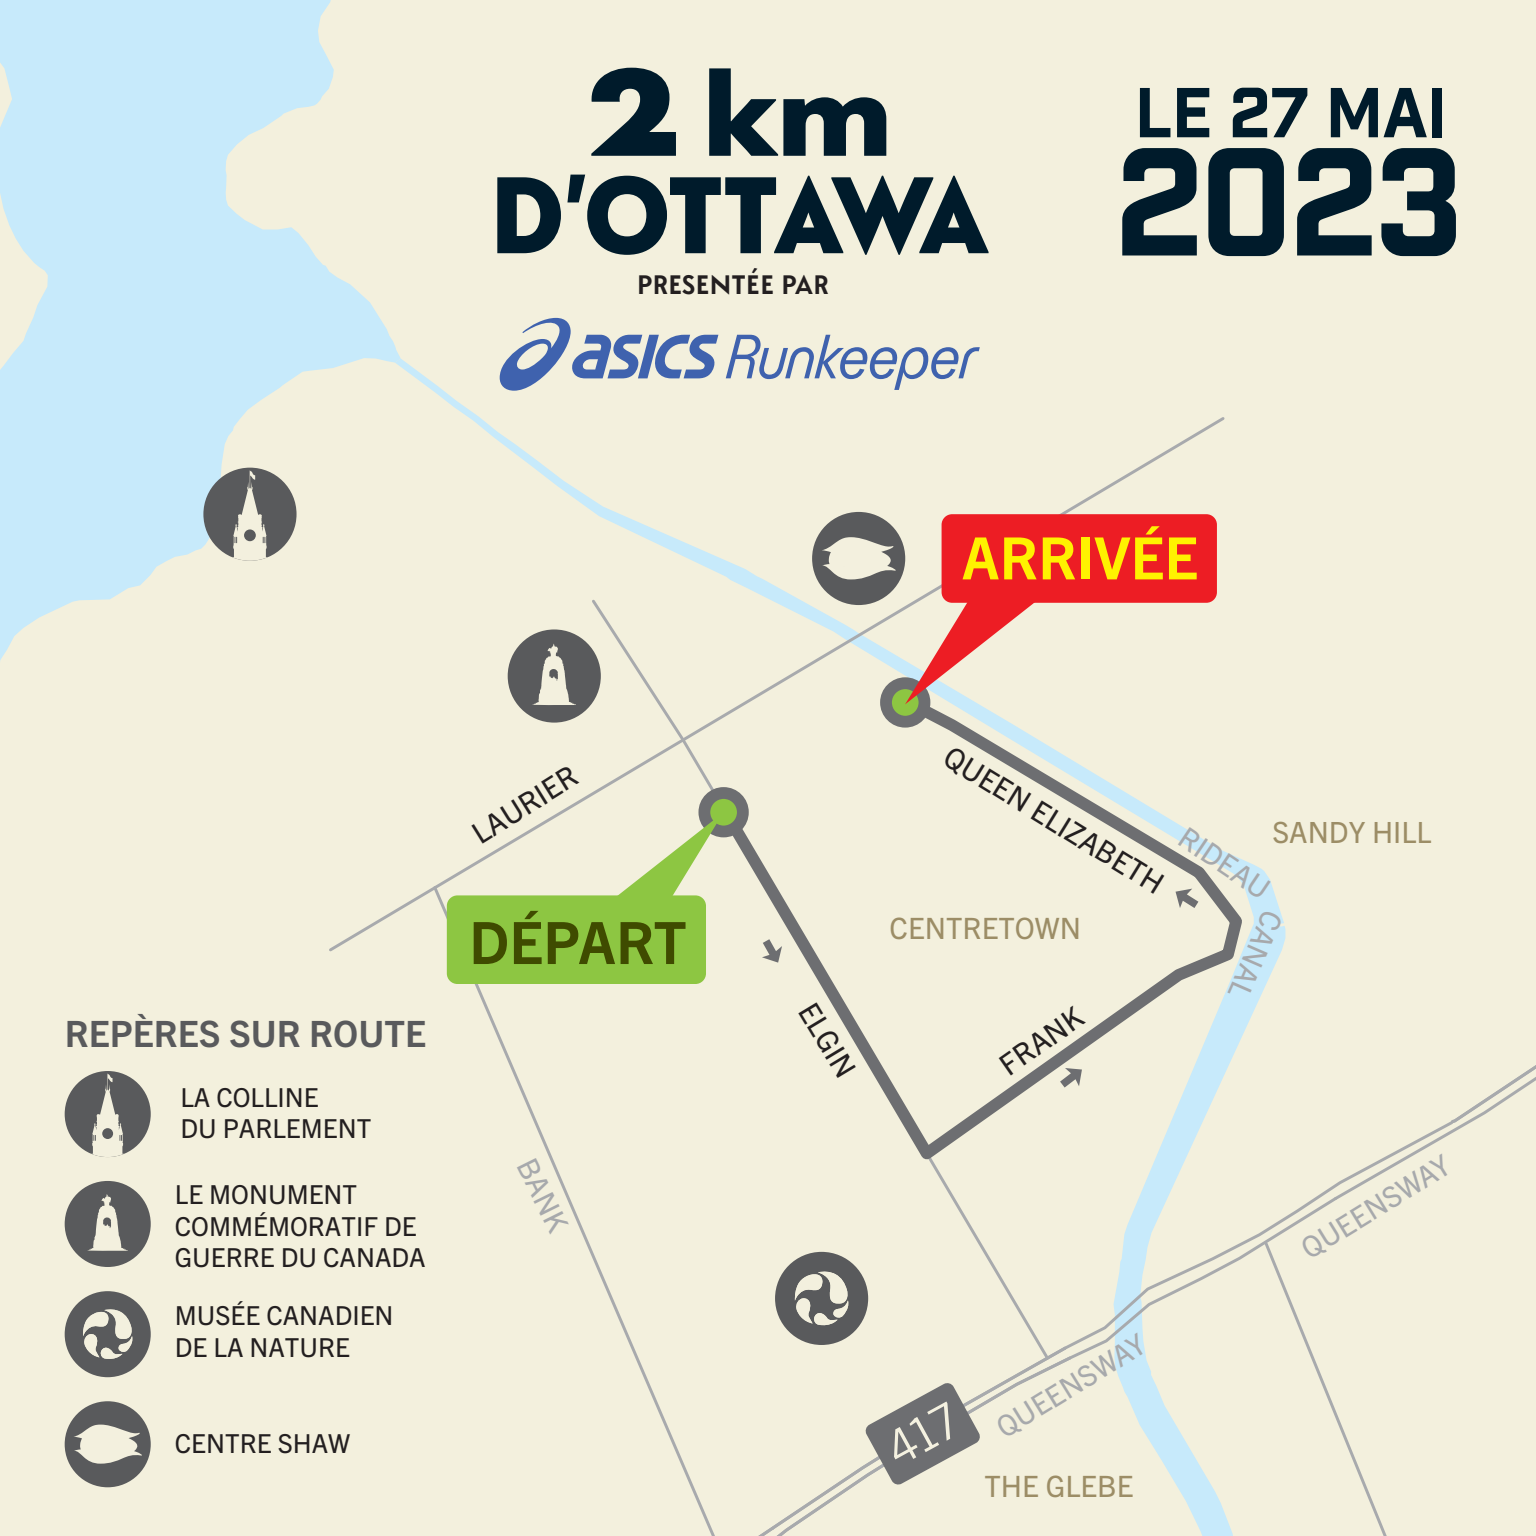 2 km
D'OTTAWA
PRESENTÉE PAR
asics Runkeeper
LE 27 MAI
2023
ARRIVÉE
LAURIER
QUEEN ELIZABETH
RIDEAU CANAL
SANDY HILL
DÉPART
CENTRETOWN
ELGIN
FRANK
REPÈRES SUR ROUTE
LA COLLINE
DU PARLEMENT
LE MONUMENT
COMMÉMORATIF DE
GUERRE DU CANADA
MUSÉE CANADIEN
DE LA NATURE
CENTRE SHAW
BANK
QUEENSWAY
QUEENSWAY
417
THE GLEBE